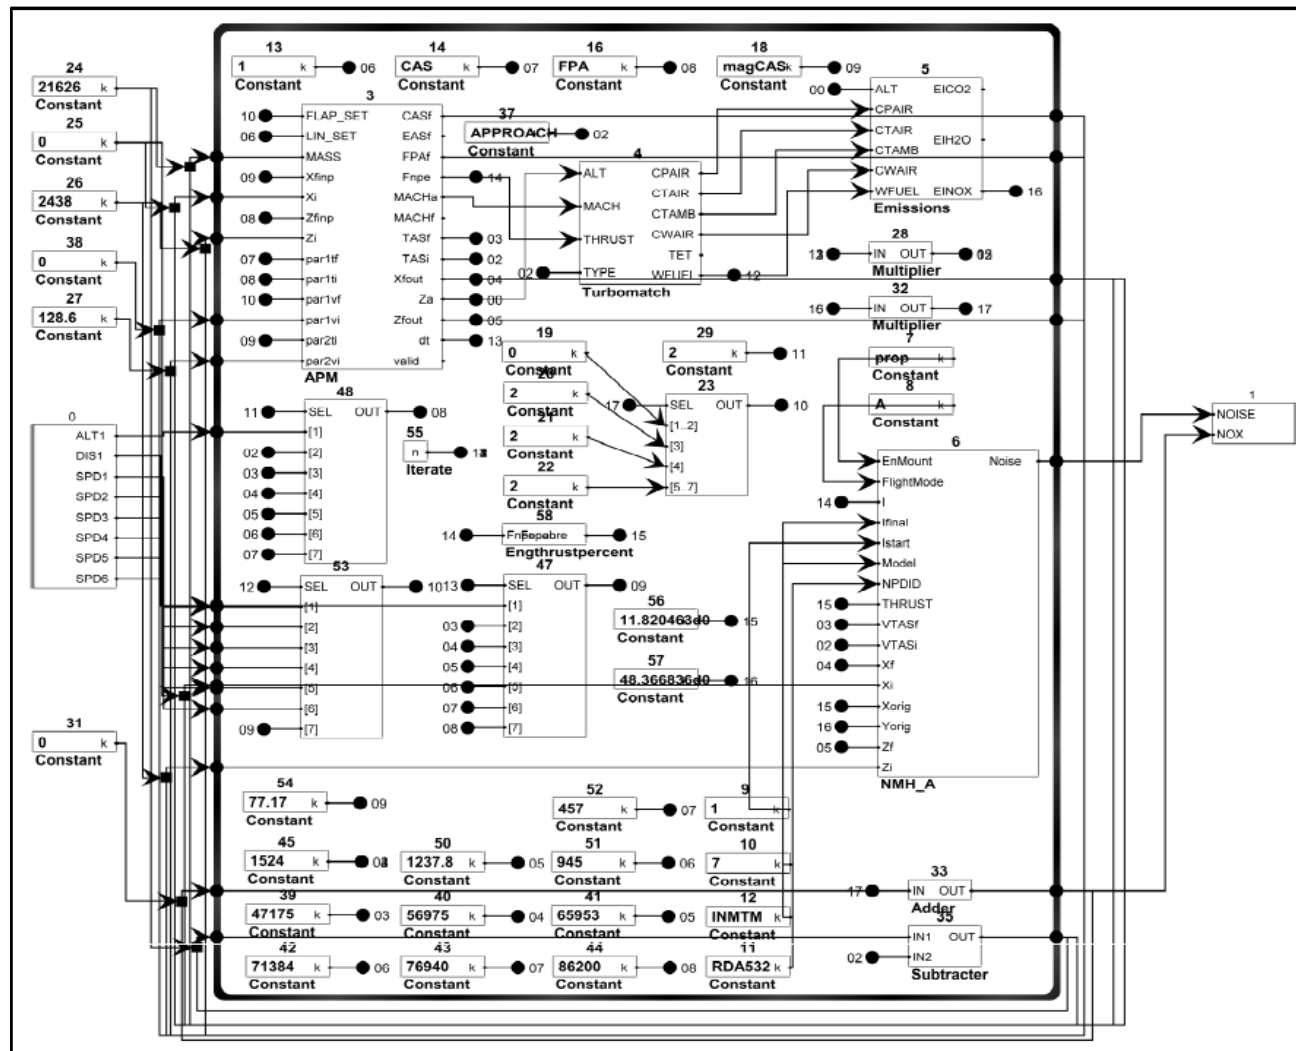 24
21626 k
Constant
25
0 k
Constant
26
2438 k
Constant
38
0 k
Constant
27
128.6 k
Constant
0
ALT1
DIS1
SPD1
SPD2
SPD3
SPD4
SPD5
SPD6
31
0 k
Constant
13
1 k 06
Constant
14
CAS k 07
Constant
16
FPA k 08
Constant
18
magCAS k 09
Constant
3
10 FLAP_SET CASf
06 LIN_SET EASf
MASS FPAf
09 Xfinp Fnpe 14
Xi MACHa
08 Zfinp MACHf
Zi TASf 03
07 par1tf TASi 02
08 par1ti Xfout 04
10 par1vf Za
par1vi Zfout 05
09 par2ti dt 13
par2vi valid
APM
37
APPROACH 02
Constant
4
ALT CPAIR
CTAIR
MACH CTAMB
THRUST CWAIR
TET
02 TYPE WFUEL 12
Turbomatch
5
00 ALT EICO2
CPAIR
CTAIR EIH2O
CTAMB
CWAIR
WFUEL EINOX 16
Emissions
28
IN OUT
Multiplier
32
16 IN OUT 17
Multiplier
7
prop k
Constant
8
A k
Constant
19
0 k
Constant
20
2 k
Constant
21
2 k
Constant
22
2 k
Constant
29
2 k 11
Constant
23
17 SEL OUT 10
[1..2]
[3]
[4]
[5..7]
48
11 SEL OUT 08
[1]
02 [2]
03 [3]
04 [4]
05 [5]
06 [6]
07 [7]
55
n
Iterate
58
14 15
Engthrustpercent
53
12 SEL OUT 10
[1]
[2]
[3]
[4]
[5]
[6]
09 [7]
47
13 SEL OUT 09
[1]
03 [2]
04 [3]
05 [4]
06 [5]
07 [6]
08 [7]
56
11.820463d0 15
Constant
57
48.366836d0 16
Constant
6
EnMount Noise
FlightMode
14 I
Ifinal
Istart
Model
NPDID
15 THRUST
03 VTASf
02 VTASi
04 Xf
Xi
15 Xorig
16 Yorig
05 Zf
Zi
NMH_A
1
NOISE
NOX
54
77.17 k 09
Constant
52
457 k 07
Constant
9
1 k
Constant
45
1524 k
Constant
50
1237.8 k 05
Constant
51
945 k 06
Constant
10
7 k
Constant
39
47175 k 03
Constant
40
56975 k 04
Constant
41
65953 k 05
Constant
12
INMTM k
Constant
42
71384 k 06
Constant
43
76940 k 07
Constant
44
86200 k 08
Constant
11
RDA532 k
Constant
33
17 IN OUT
Adder
35
IN1 OUT
02 IN2
Subtracter